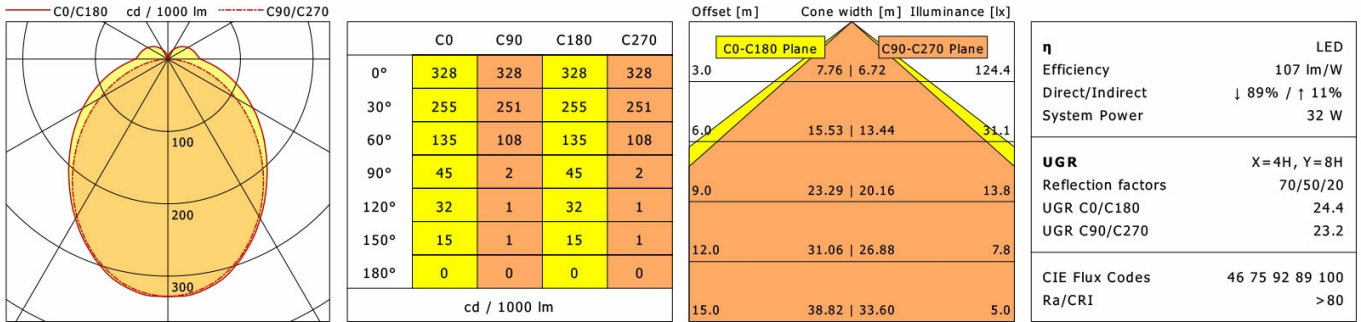 C0/C180 cd / 1000 lm C90/C270
100
200
300
C0 C90 C180 C270
0° 328 328 328 328
30° 255 251 255 251
60° 135 108 135 108
90° 45 2 45 2
120° 32 1 32 1
150° 15 1 15 1
180° 0 0 0 0
cd / 1000 lm
Offset [m] Cone width [m] Illuminance [lx]
C0-C180 Plane C90-C270 Plane
3.0 7.76 | 6.72 124.4
6.0 15.53 | 13.44 31.1
9.0 23.29 | 20.16 13.8
12.0 31.06 | 26.88 7.8
15.0 38.82 | 33.60 5.0
η LED
Efficiency 107 lm/W
Direct/Indirect ↓ 89% / ↑ 11%
System Power 32 W
UGR X=4H, Y=8H
Reflection factors 70/50/20
UGR C0/C180 24.4
UGR C90/C270 23.2
CIE Flux Codes 46 75 92 89 100
Ra/CRI >80